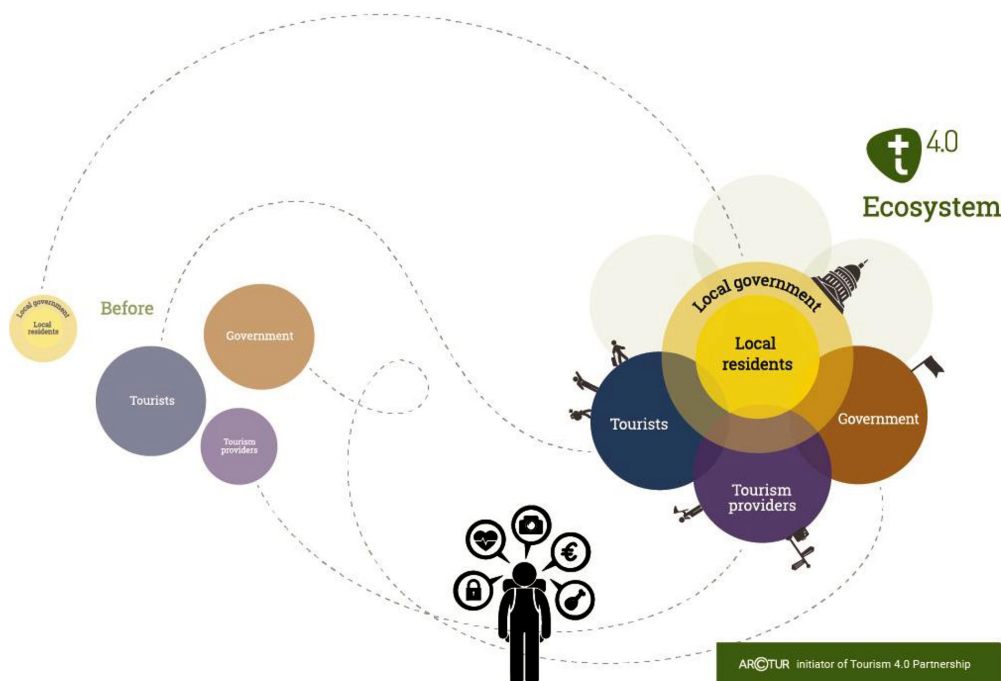 4.0
Ecosystem
Before
Local government
Local
residents
Government
Tourists
Tourism
providers
Local government
Local
residents
Tourists
Government
Tourism
providers
€
ARCTUR initiator of Tourism 4.0 Partnership